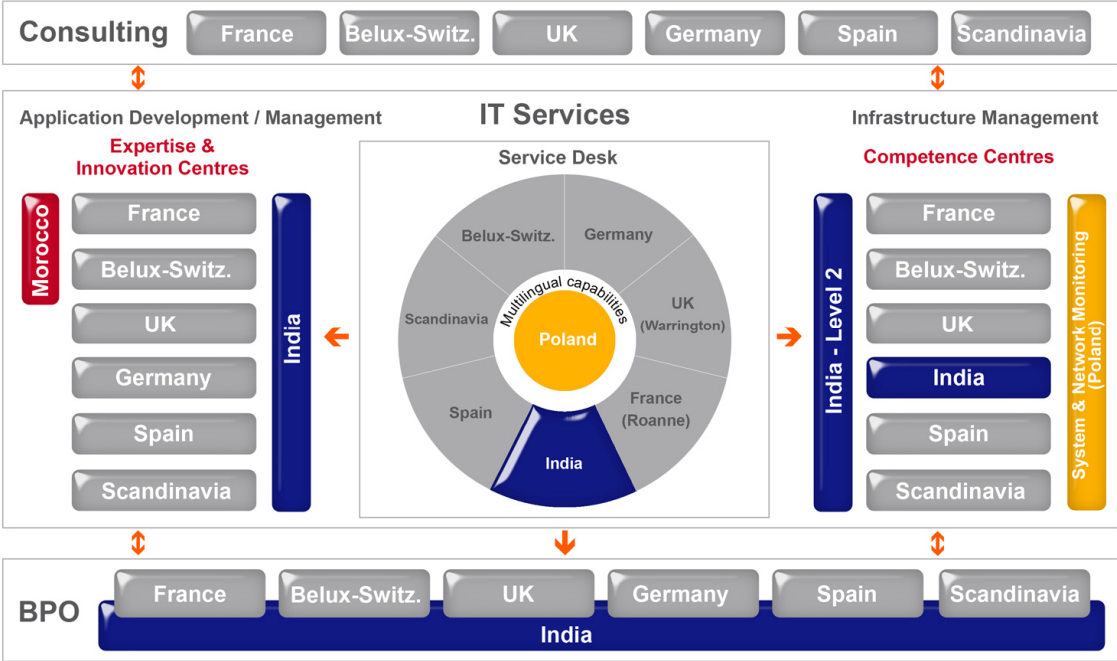 Consulting
France
Belux-Switz.
UK
Germany
Spain
Scandinavia
IT Services
Application Development / Management
Expertise &
Innovation Centres
Morocco
France
Belux-Switz.
UK
Germany
Spain
Scandinavia
India
Service Desk
Belux-Switz.
Germany
Scandinavia
UK
(Warrington)
Spain
France
(Roanne)
India
Multilingual capabilities
Poland
Infrastructure Management
Competence Centres
India - Level 2
France
Belux-Switz.
UK
India
Spain
Scandinavia
System & Network Monitoring
(Poland)
BPO
France
Belux-Switz.
UK
Germany
Spain
Scandinavia
India